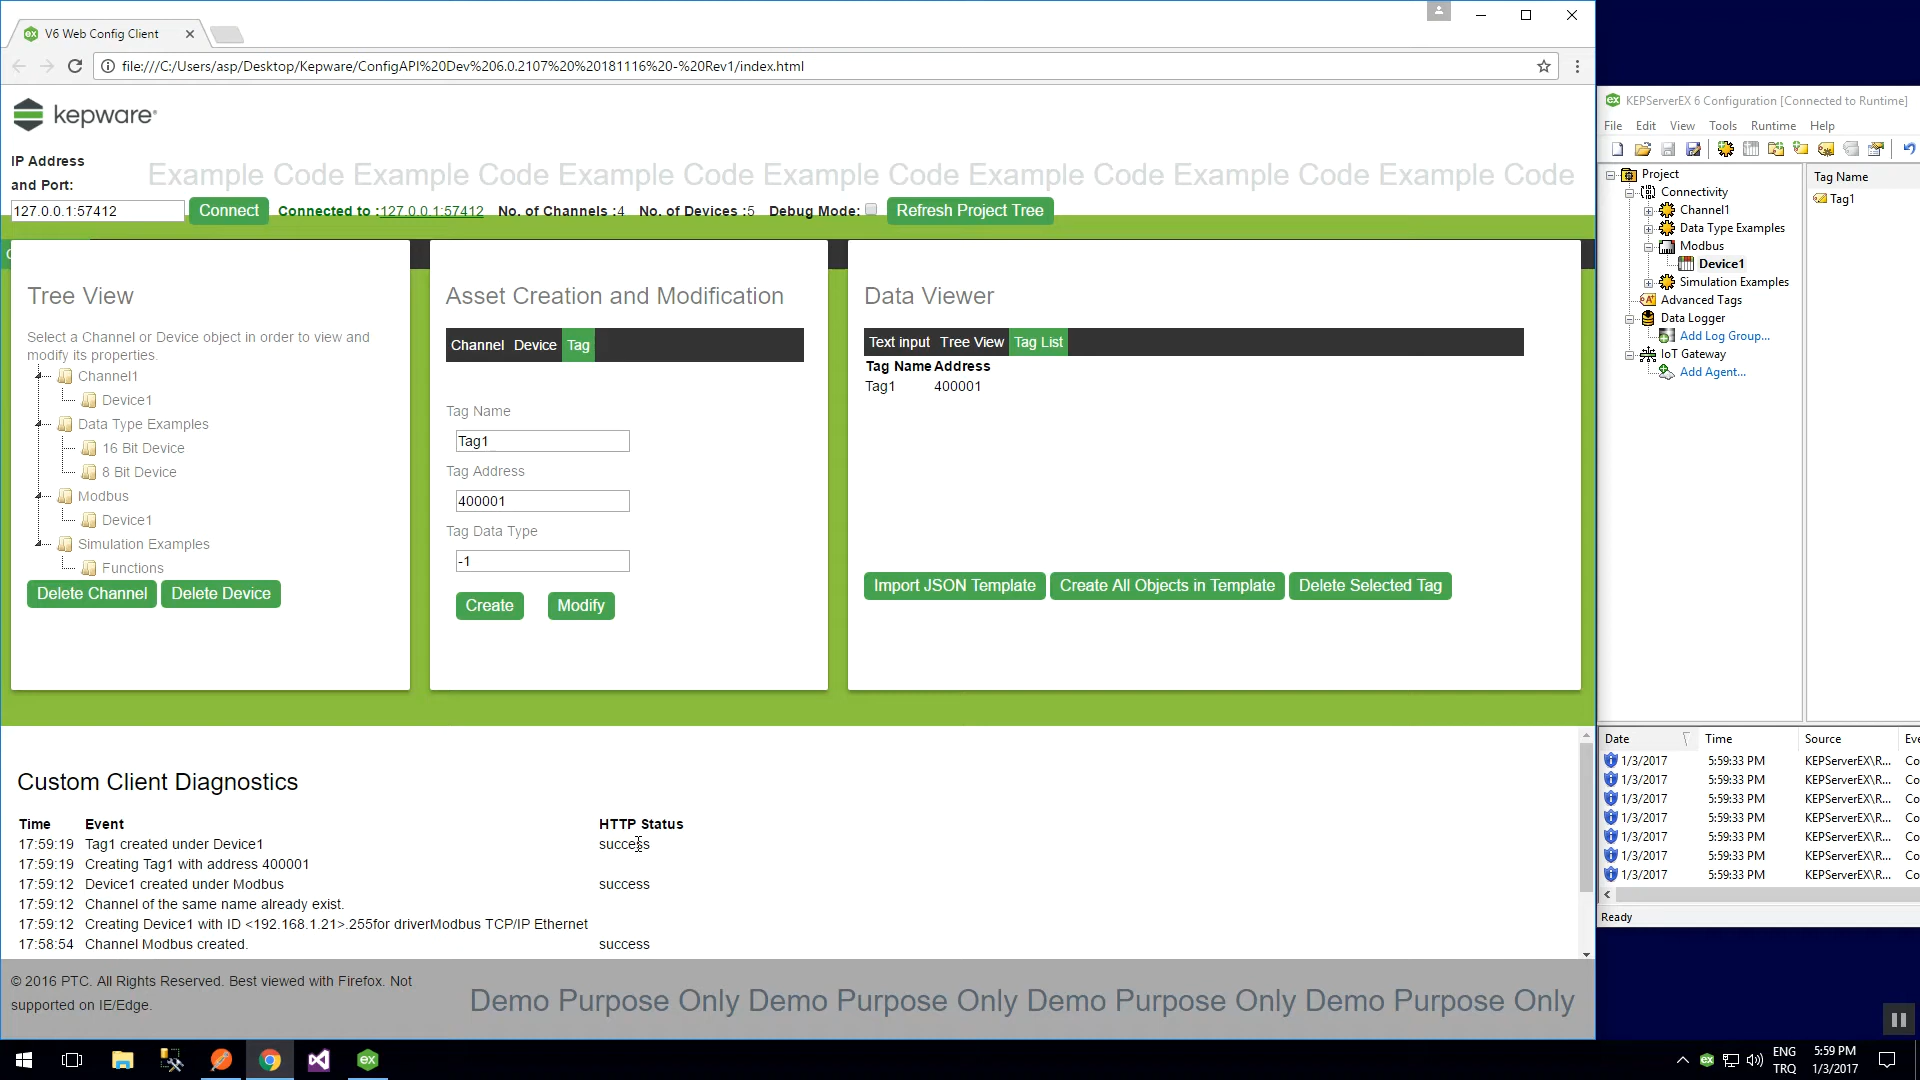 V6 Web Config Client
file:///C:/Users/asp/Desktop/Kepware/ConfigAPI%20Dev%206.0.2107%20%20181116%20-%20Rev1/index.html
kepware
IP Address
and Port:
Example Code Example Code Example Code Example Code Example Code Example Code Example Code
127.0.0.1:57412 Connect Connected to :127.0.0.1:57412 No. of Channels :4 No. of Devices :5 Debug Mode: Refresh Project Tree
Tree View
Select a Channel or Device object in order to view and
modify its properties.
Channel1
Device1
Data Type Examples
16 Bit Device
8 Bit Device
Modbus
Device1
Simulation Examples
Functions
Delete Channel Delete Device
Asset Creation and Modification
Channel Device Tag
Tag Name
Tag1
Tag Address
400001
Tag Data Type
-1
Create Modify
Data Viewer
Text input Tree View Tag List
Tag Name Address
Tag1 400001
Import JSON Template Create All Objects in Template Delete Selected Tag
Custom Client Diagnostics
Time Event HTTP Status
17:59:19 Tag1 created under Device1 success
17:59:19 Creating Tag1 with address 400001
17:59:12 Device1 created under Modbus success
17:59:12 Channel of the same name already exist.
17:59:12 Creating Device1 with ID <192.168.1.21>.255for driverModbus TCP/IP Ethernet
17:58:54 Channel Modbus created. success
© 2016 PTC. All Rights Reserved. Best viewed with Firefox. Not
supported on IE/Edge.
Demo Purpose Only Demo Purpose Only Demo Purpose Only Demo Purpose Only
KEPServerEX 6 Configuration [Connected to Runtime]
File Edit View Tools Runtime Help
Project
Connectivity
Channel1
Data Type Examples
Modbus
Device1
Simulation Examples
Advanced Tags
Data Logger
Add Log Group...
IoT Gateway
Add Agent...
Tag Name
Tag1
Date Time Source Eve
1/3/2017 5:59:33 PM KEPServerEX\R... Co
1/3/2017 5:59:33 PM KEPServerEX\R... Co
1/3/2017 5:59:33 PM KEPServerEX\R... Co
1/3/2017 5:59:33 PM KEPServerEX\R... Co
1/3/2017 5:59:33 PM KEPServerEX\R... Co
1/3/2017 5:59:33 PM KEPServerEX\R... Co
1/3/2017 5:59:33 PM KEPServerEX\R... Co
Ready
ENG
TRQ
5:59 PM
1/3/2017